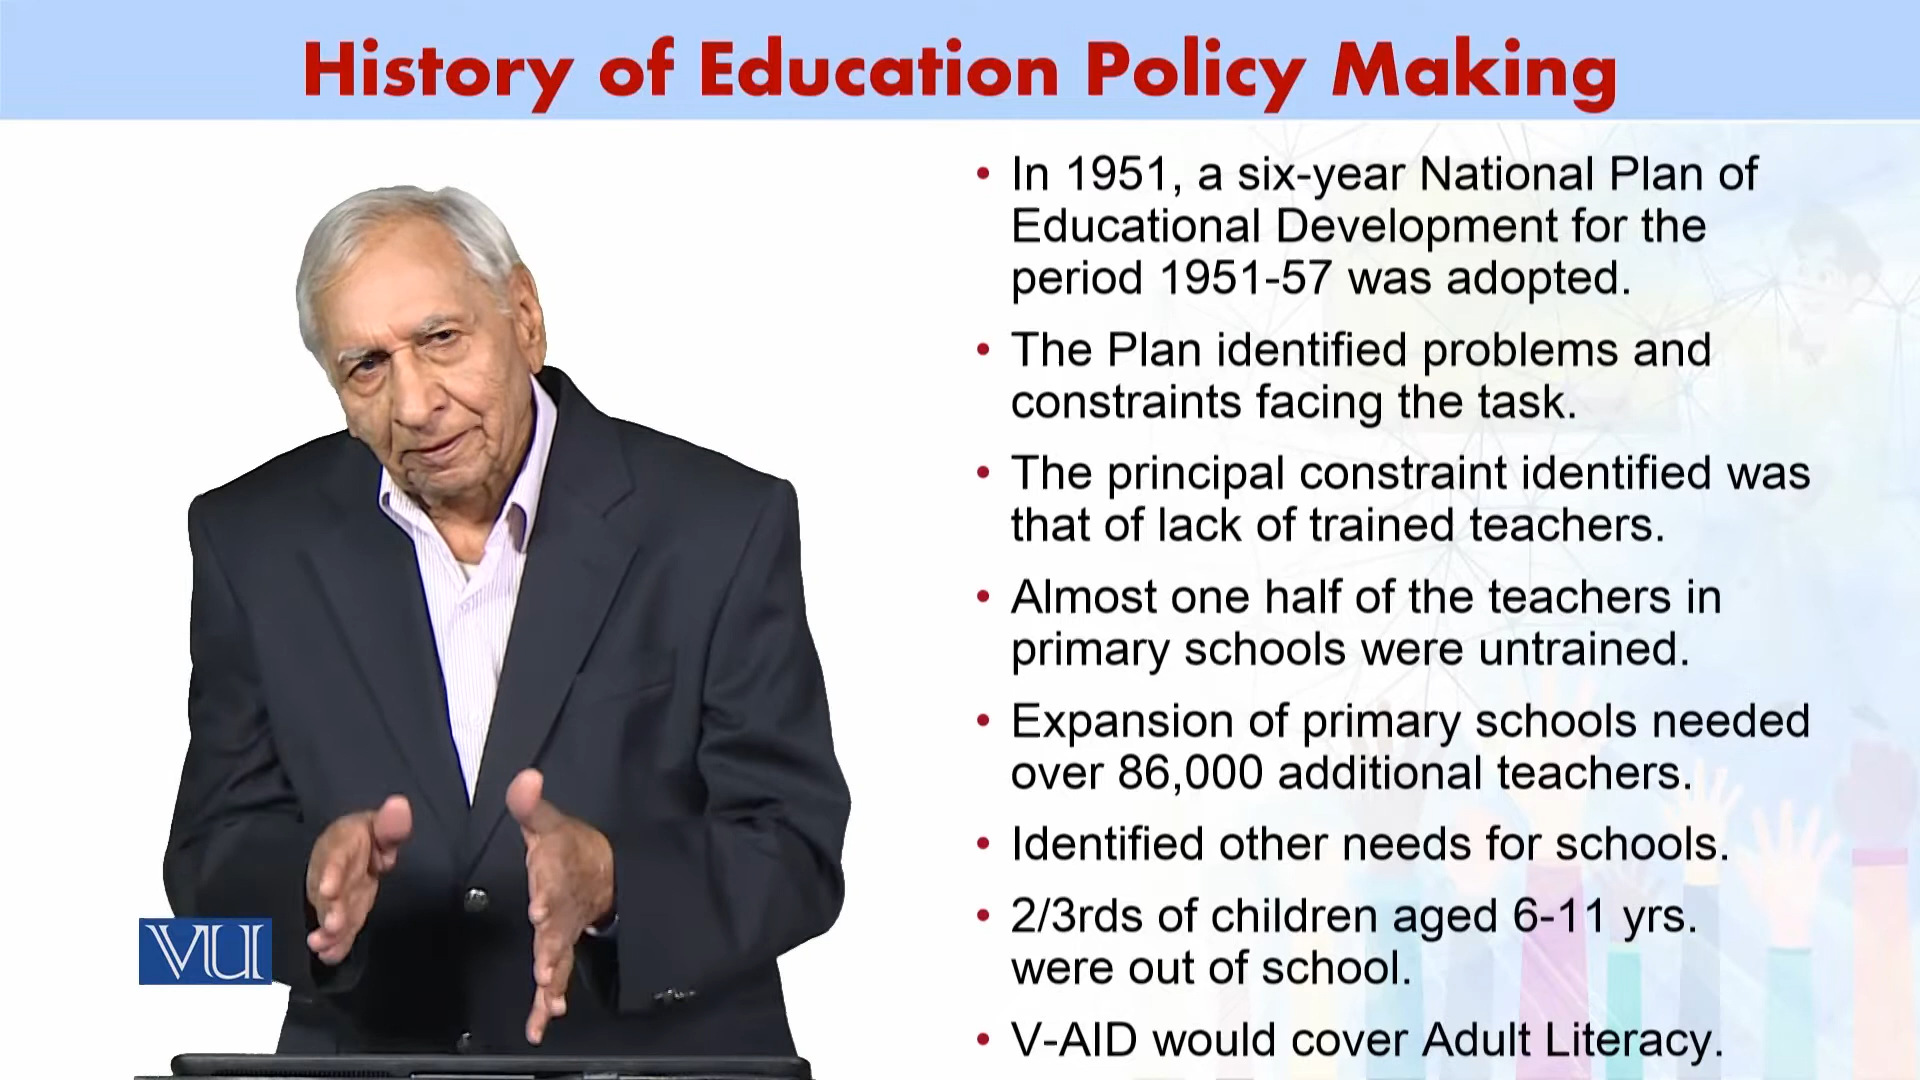 History of Education Policy Making
• In 1951, a six-year National Plan of
Educational Development for the
period 1951-57 was adopted.
• The Plan identified problems and
constraints facing the task.
• The principal constraint identified was
that of lack of trained teachers.
• Almost one half of the teachers in
primary schools were untrained.
• Expansion of primary schools needed
over 86,000 additional teachers.
• Identified other needs for schools.
• 2/3rds of children aged 6-11 yrs.
were out of school.
• V-AID would cover Adult Literacy.
VU